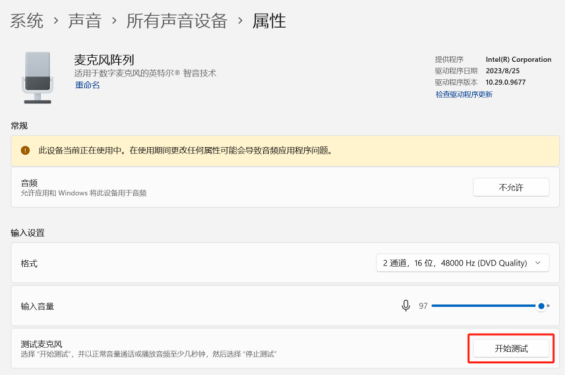 系统 › 声音 › 所有声音设备 › 属性
麦克风阵列
适用于数字麦克风的英特尔® 智音技术
重命名
提供程序 Intel(R) Corporation
驱动程序日期 2023/8/25
驱动程序版本 10.29.0.9677
检查驱动程序更新
常规
此设备当前正在使用中。在使用期间更改任何属性可能会导致音频应用程序问题。
音频
允许应用和 Windows 将此设备用于音频
不允许
输入设置
格式
2 通道，16 位，48000 Hz (DVD Quality)
输入音量
97
测试麦克风
选择 "开始测试"，并以正常音量通话或播放音频至少几秒钟，然后选择 "停止测试"
开始测试